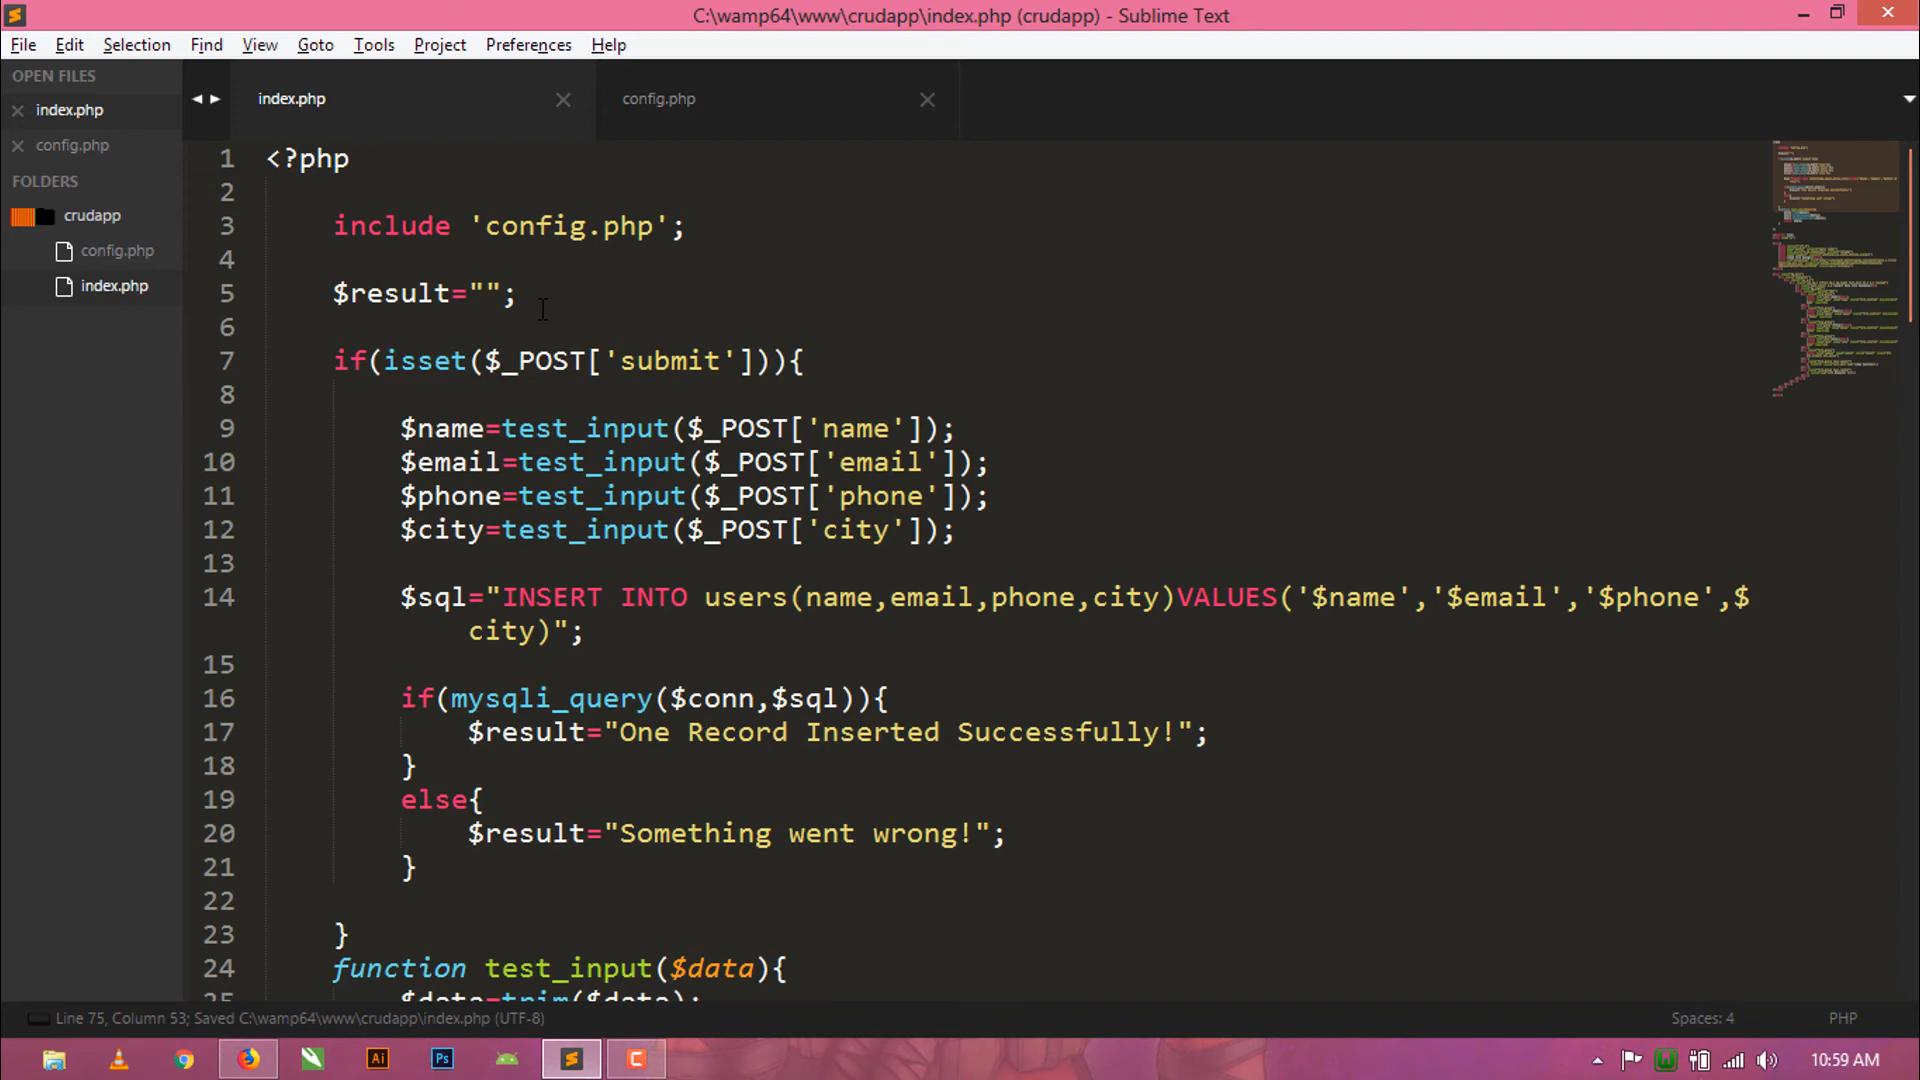 C:\wamp64\www\crudapp\index.php (crudapp) - Sublime Text
File Edit Selection Find View Goto Tools Project Preferences Help
OPEN FILES
index.php
config.php
FOLDERS
crudapp
config.php
index.php
index.php
config.php
1 <?php
2
3 include 'config.php';
4
5 $result="";
6
7 if(isset($_POST['submit'])){
8
9 $name=test_input($_POST['name']);
10 $email=test_input($_POST['email']);
11 $phone=test_input($_POST['phone']);
12 $city=test_input($_POST['city']);
13
14 $sql="INSERT INTO users(name,email,phone,city)VALUES('$name','$email','$phone',$
city)";
15
16 if(mysqli_query($conn,$sql)){
17 $result="One Record Inserted Successfully!";
18 }
19 else{
20 $result="Something went wrong!";
21 }
22
23 }
24 function test_input($data){
25 $data=trim($data);
Line 75, Column 53; Saved C:\wamp64\www\crudapp\index.php (UTF-8)
Spaces: 4
PHP
Ai
Ps
10:59 AM